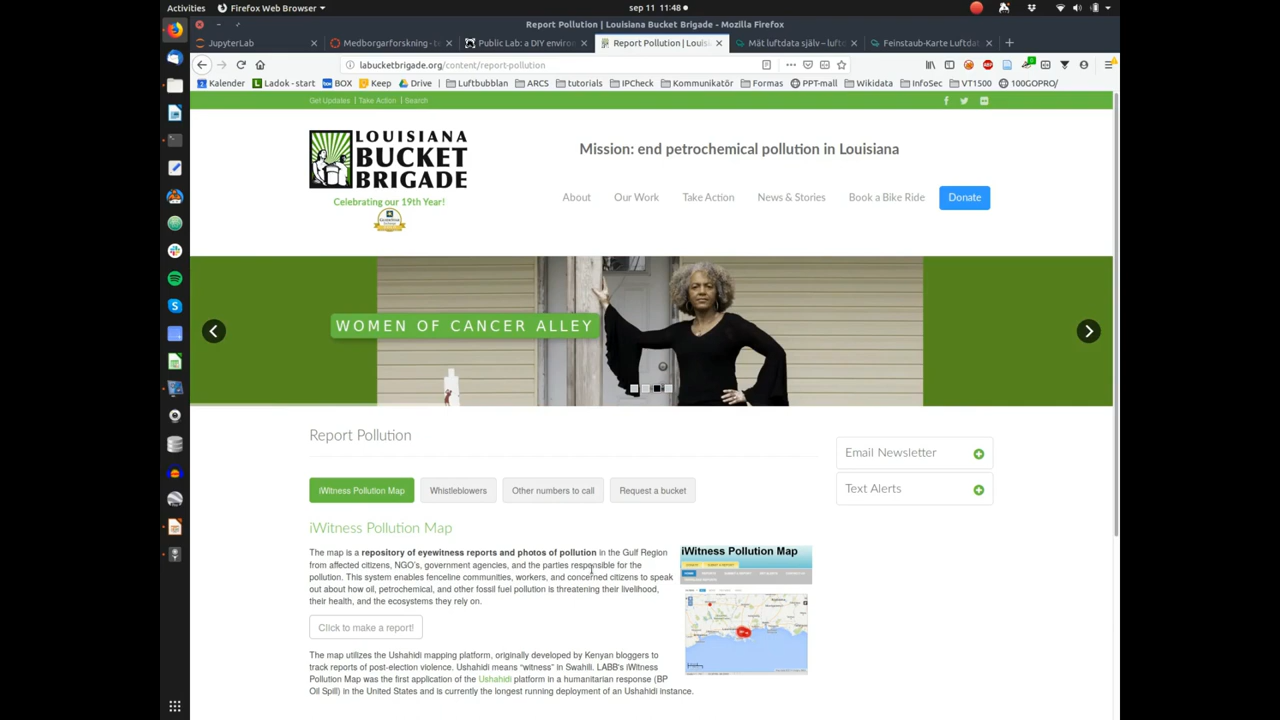 Activities
Firefox Web Browser
sep 11 11:48
Report Pollution | Louisiana Bucket Brigade - Mozilla Firefox
JupyterLab
Medborgarforskning - b
Public Lab: a DIY environ
Report Pollution | Louis
Mät luftdata själv – luft
Feinstaub-Karte Luftdat
labucketbrigade.org/content/report-pollution
Kalender
Ladok - start
BOX
Keep
Drive
Luftbubblan
ARCS
tutorials
IPCheck
Kommunikatör
Formas
PPT-mall
Wikidata
InfoSec
VT1500
100GOPRO/
Get Updates | Take Action | Search
LOUISIANA
BUCKET
BRIGADE
Celebrating our 19th Year!
Mission: end petrochemical pollution in Louisiana
About
Our Work
Take Action
News & Stories
Book a Bike Ride
Donate
WOMEN OF CANCER ALLEY
Report Pollution
Email Newsletter
Text Alerts
iWitness Pollution Map
Whistleblowers
Other numbers to call
Request a bucket
iWitness Pollution Map
The map is a repository of eyewitness reports and photos of pollution in the Gulf Region
from affected citizens, NGO's, government agencies, and the parties responsible for the
pollution. This system enables fenceline communities, workers, and concerned citizens to speak
out about how oil, petrochemical, and other fossil fuel pollution is threatening their livelihood,
their health, and the ecosystems they rely on.
iWitness Pollution Map
Click to make a report!
The map utilizes the Ushahidi mapping platform, originally developed by Kenyan bloggers to
track reports of post-election violence. Ushahidi means "witness" in Swahili. LABB's iWitness
Pollution Map was the first application of the Ushahidi platform in a humanitarian response (BP
Oil Spill) in the United States and is currently the longest running deployment of an Ushahidi instance.